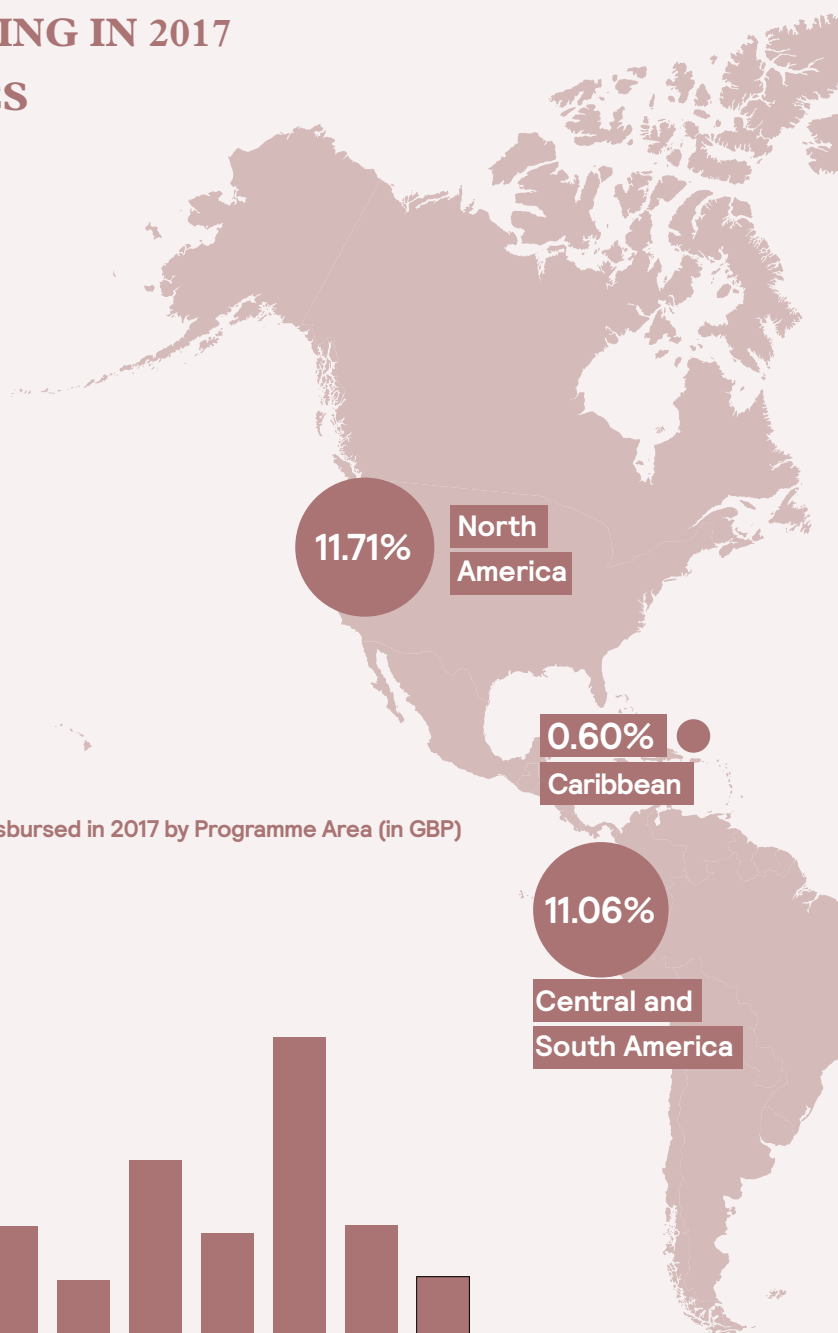 ING IN 2017
11.71%
North
America
0.60%
Caribbean
sbursed in 2017 by Programme Area (in GBP)
11.06%
Central and
South America